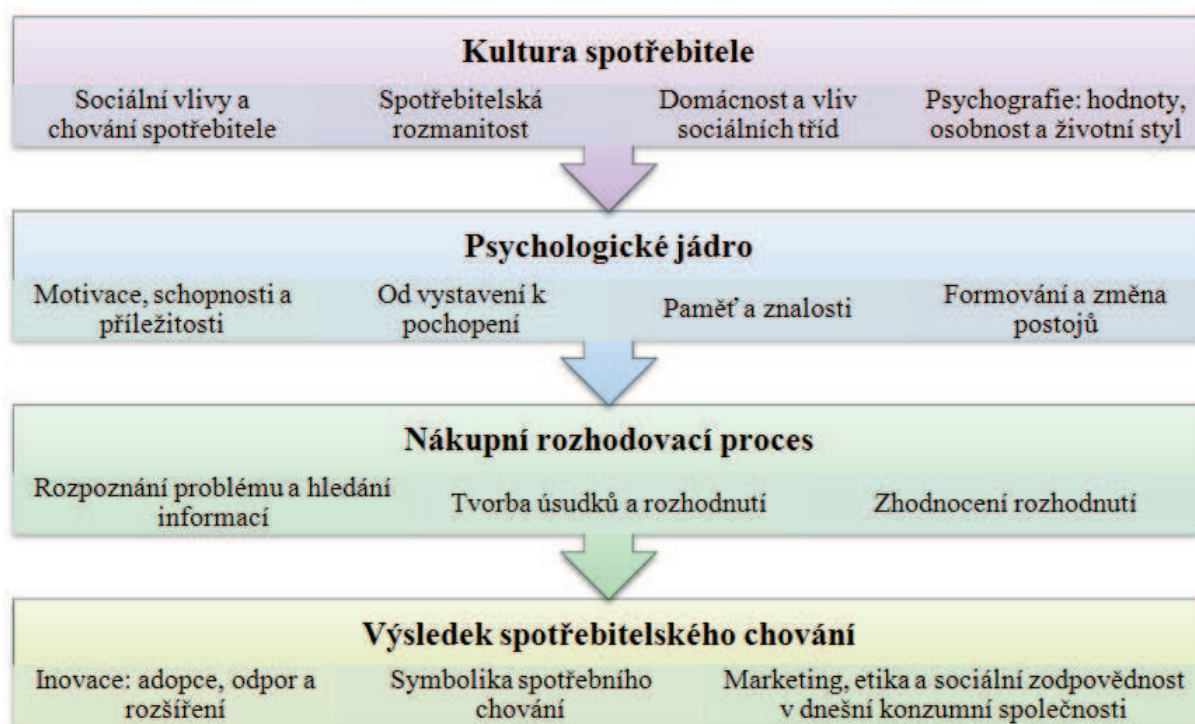 Kultura spotřebitele
Sociální vlivy a
chování spotřebitele
Spotřebitelská
rozmanitost
Domácnost a vliv
sociálních tříd
Psychografie: hodnoty,
osobnost a životní styl
Psychologické jádro
Motivace, schopnosti a
příležitosti
Od vystavení k
pochopení
Paměť a znalosti
Formování a změna
postojů
Nákupní rozhodovací proces
Rozpoznání problému a hledání
informací
Tvorba úsudků a rozhodnutí
Zhodnocení rozhodnutí
Výsledek spotřebitelského chování
Inovace: adopce, odpor a
rozšíření
Symbolika spotřebního
chování
Marketing, etika a sociální zodpovědnost
v dnešní konzumní společnosti